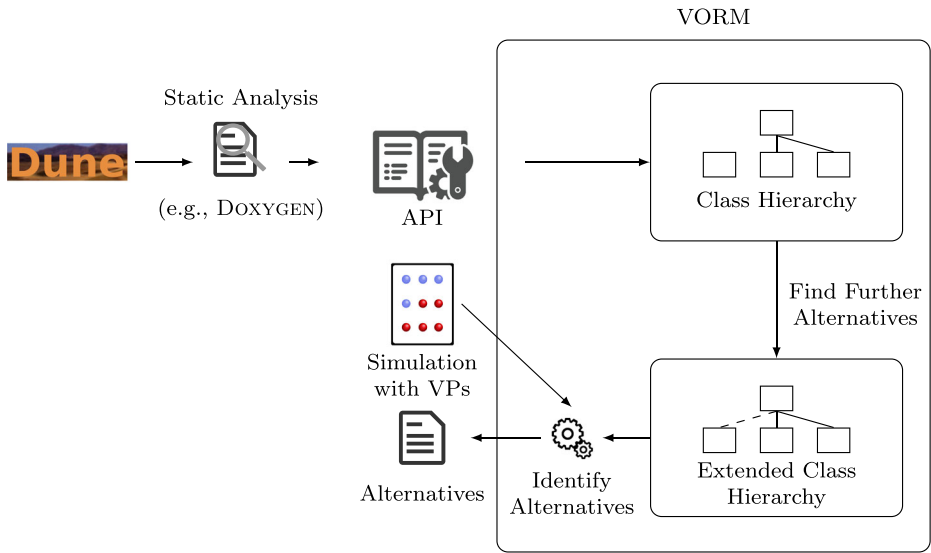 VORM
Static Analysis
Dune
(e.g., DOXYGEN)
API
Class Hierarchy
Find Further
Alternatives
Simulation
with VPs
Extended Class
Hierarchy
Identify
Alternatives
Alternatives